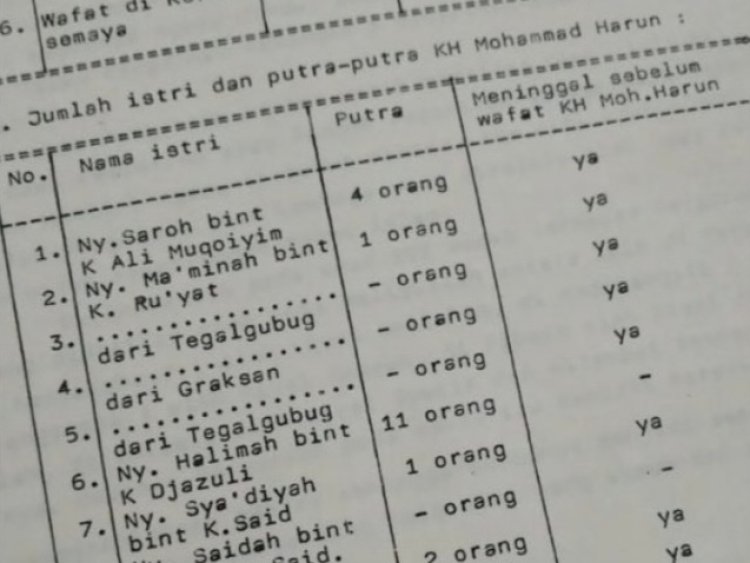 6. Wafat di
semaya
. Jumlah istri dan putra-putra KH Mohammad Harun :
No. Nama istri Putra Meninggal sebelum
wafat KH Moh.Harun
1. Ny.Saroh bint 4 orang ya
K Ali Muqoiyim
2. Ny. Ma'minah bint 1 orang ya
K. Ru'yat
3. ................. - orang ya
dari Tegalgubug
4. ................. - orang ya
dari Graksan
5. ................. - orang ya
dari Tegalgubug
6. Ny. Halimah bint 11 orang -
K Djazuli
7. Ny. Sya'diyah 1 orang ya
bint K.Said
Saidah bint - orang -
Said. 2 orang ya
ya